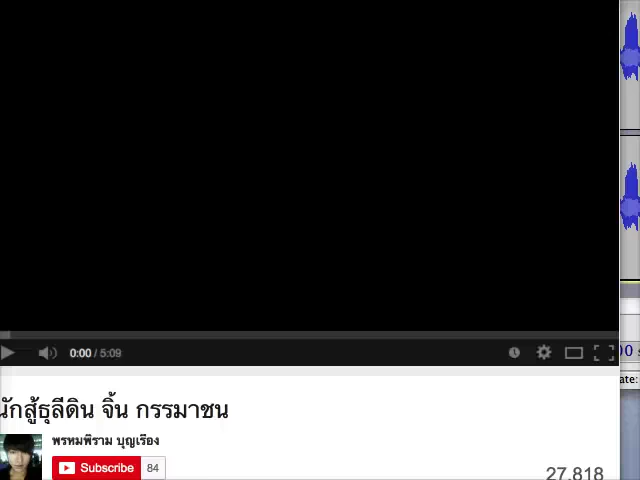 0:00 / 5:09
00 s
ate:
นักสู้ธุลีดิน จิ้น กรรมาชน
พรหมพิราม บุญเรือง
Subscribe 84
27,818